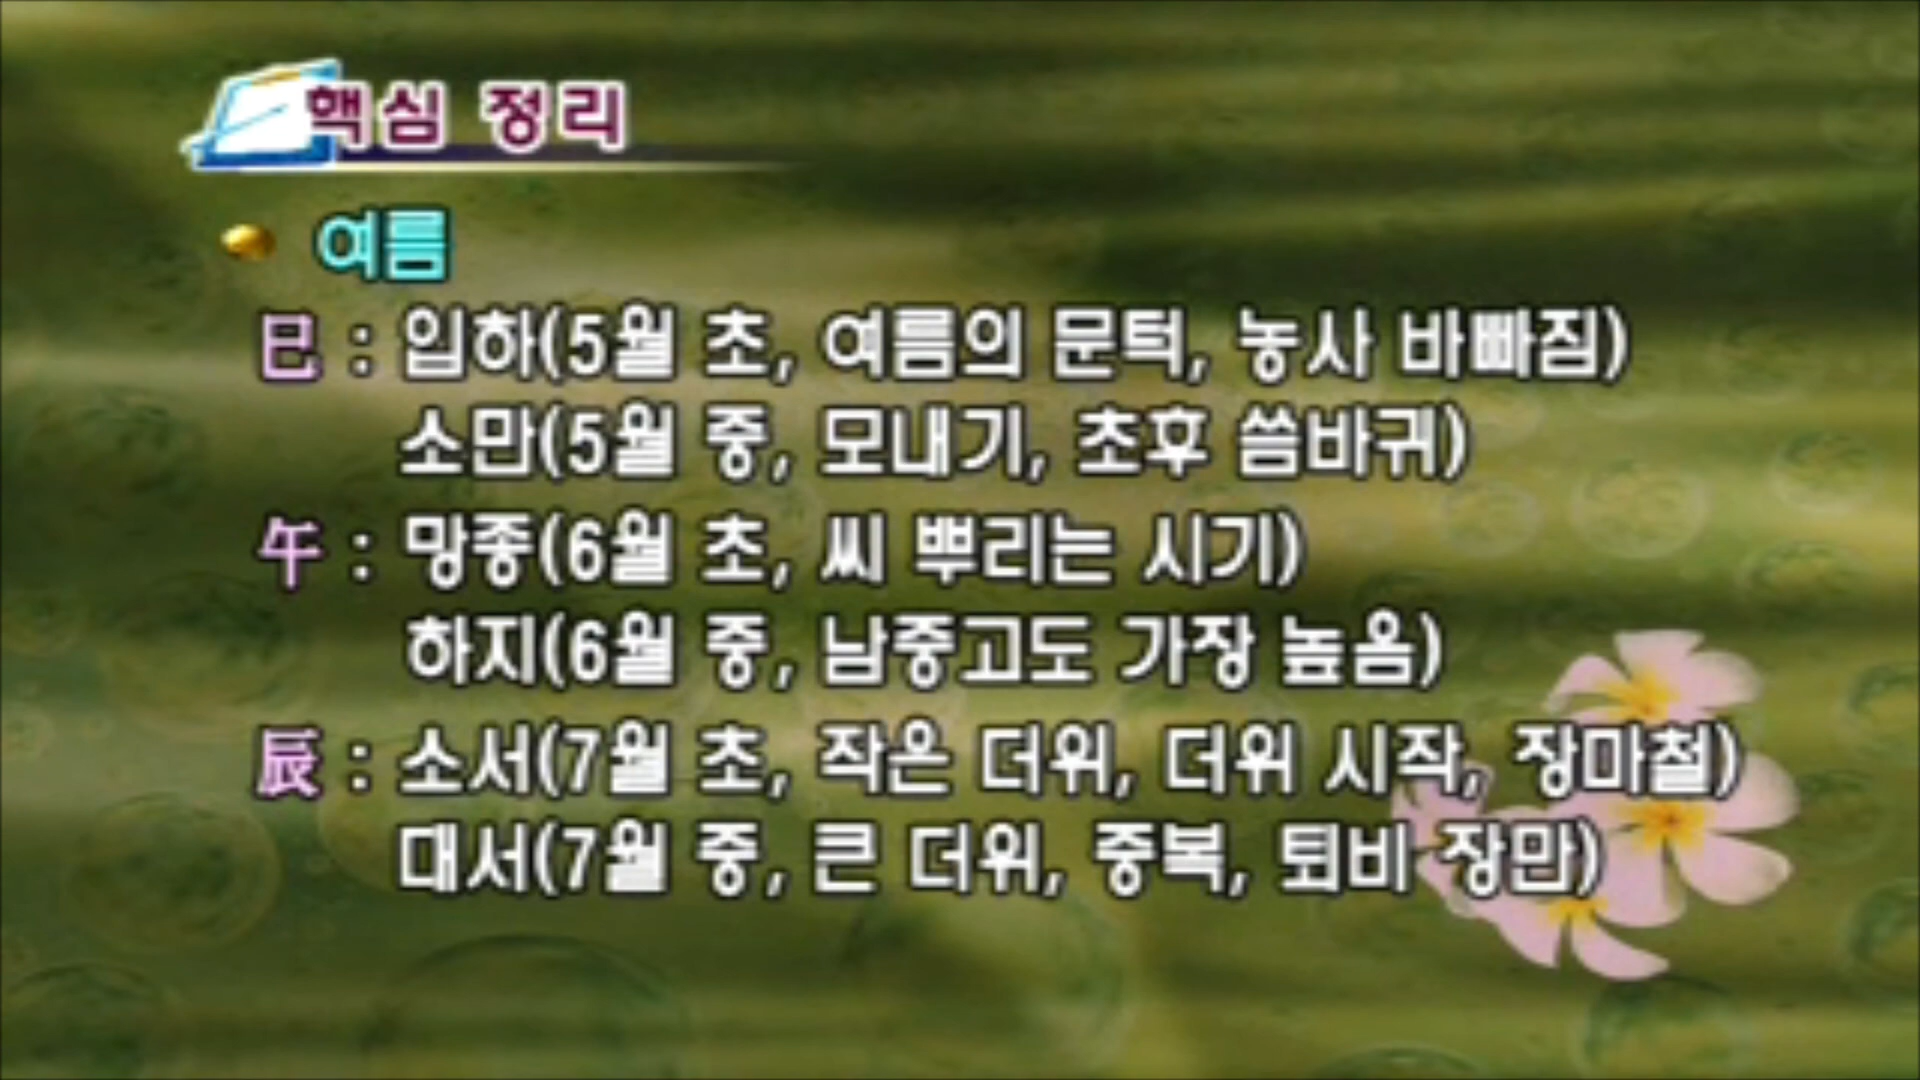 핵심 정리
여름
巳 : 입하(5월 초, 여름의 문턱, 농사 바빠짐)
소만(5월 중, 모내기, 초후 씀바귀)
午 : 망종(6월 초, 씨 뿌리는 시기)
하지(6월 중, 남중고도 가장 높음)
辰 : 소서(7월 초, 작은 더위, 더위 시작, 장마철)
대서(7월 중, 큰 더위, 중복, 퇴비 장만)